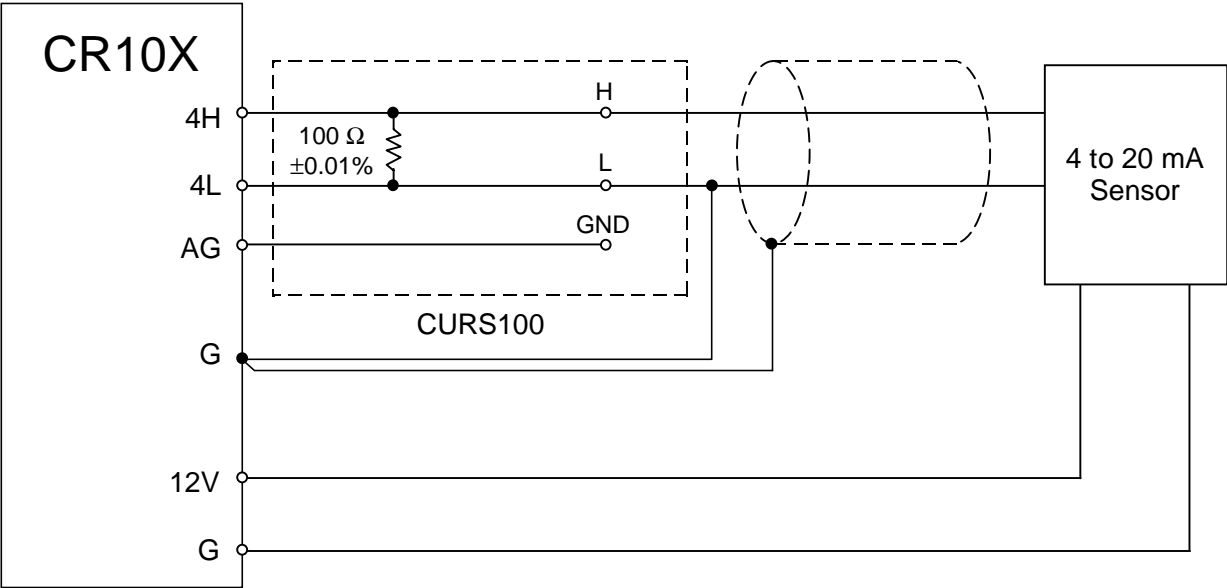 CR10X
4H
4L
AG
G
12V
G
100 Ω
±0.01%
H
L
GND
CURS100
4 to 20 mA
Sensor